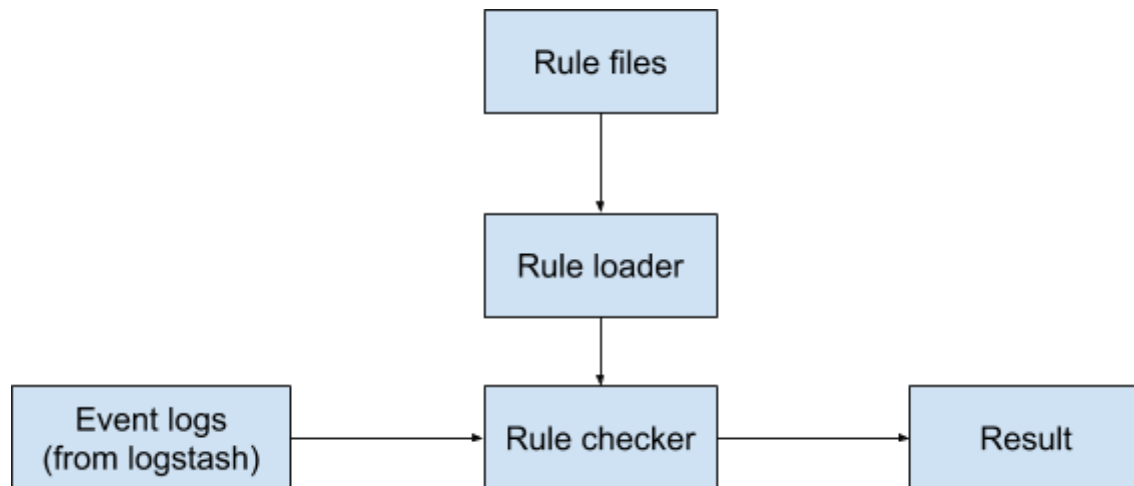 Rule files
Rule loader
Event logs
(from logstash)
Rule checker
Result